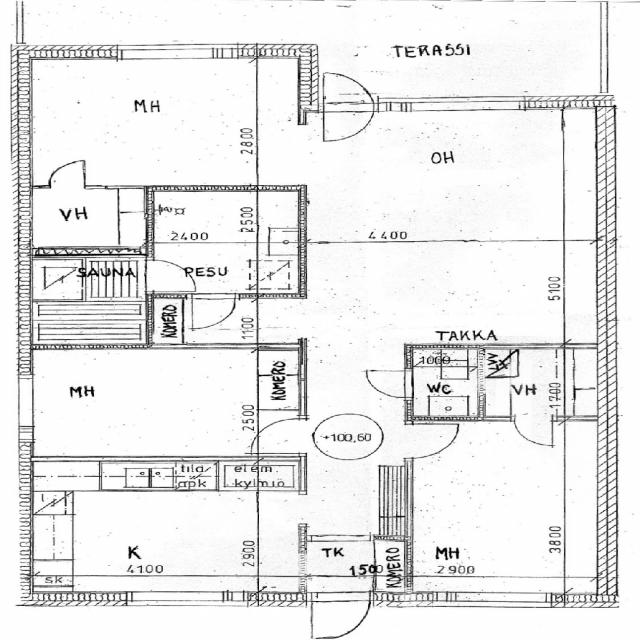 TERASSI
MH
OH
2800
VH
2500
2400
4400
SAUNA
PESU
5100
KOMERO
1100
TAKKA
1000
LVV
MH
KOMERO
WC
VH
1700
2500
+100,60
tila
apk
elem.
kylmiö
K
2900
TK
KOMERO
MH
3800
4100
1500
2900
SK